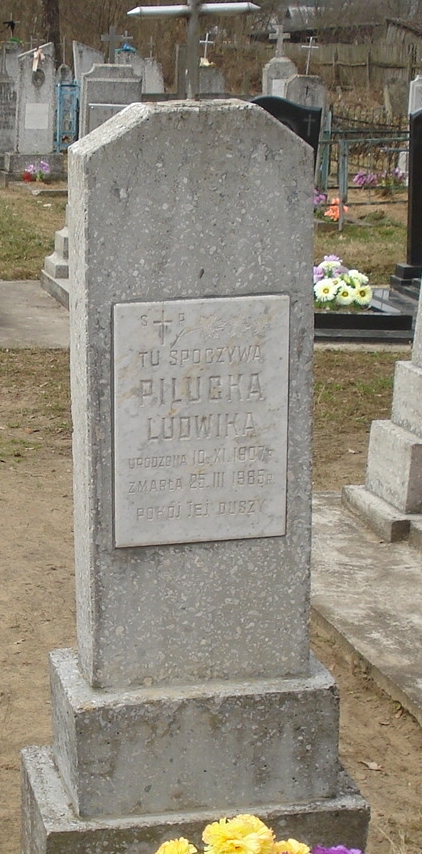 S P
TU SPOCZYWA
PILUCKA
LUDWIKA
URODZONA 10.XI.1907R
ZMARŁA 25.III 1985R.
POKÓJ JEJ DUSZY